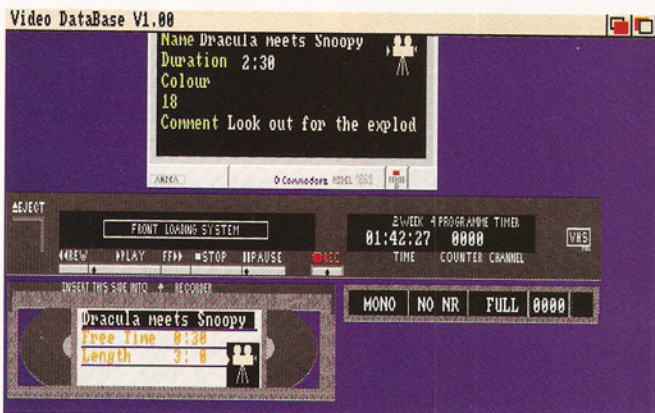 Video DataBase V1.00
Name Dracula meets Snoopy
Duration 2:30
Colour
18
Comment Look out for the explod
AMIGA
Commodore MODEL 1083
EJECT
FRONT LOADING SYSTEM
REW PLAY FF STOP PAUSE REC
2 WEEK 4 PROGRAMME TIMER
01:42:27 0000
TIME COUNTER CHANNEL
VHS
INSERT THIS SIDE INTO RECORDER
MONO NO NR FULL 0000
Dracula meets Snoopy
Free Time 0:30
Length 3: 0